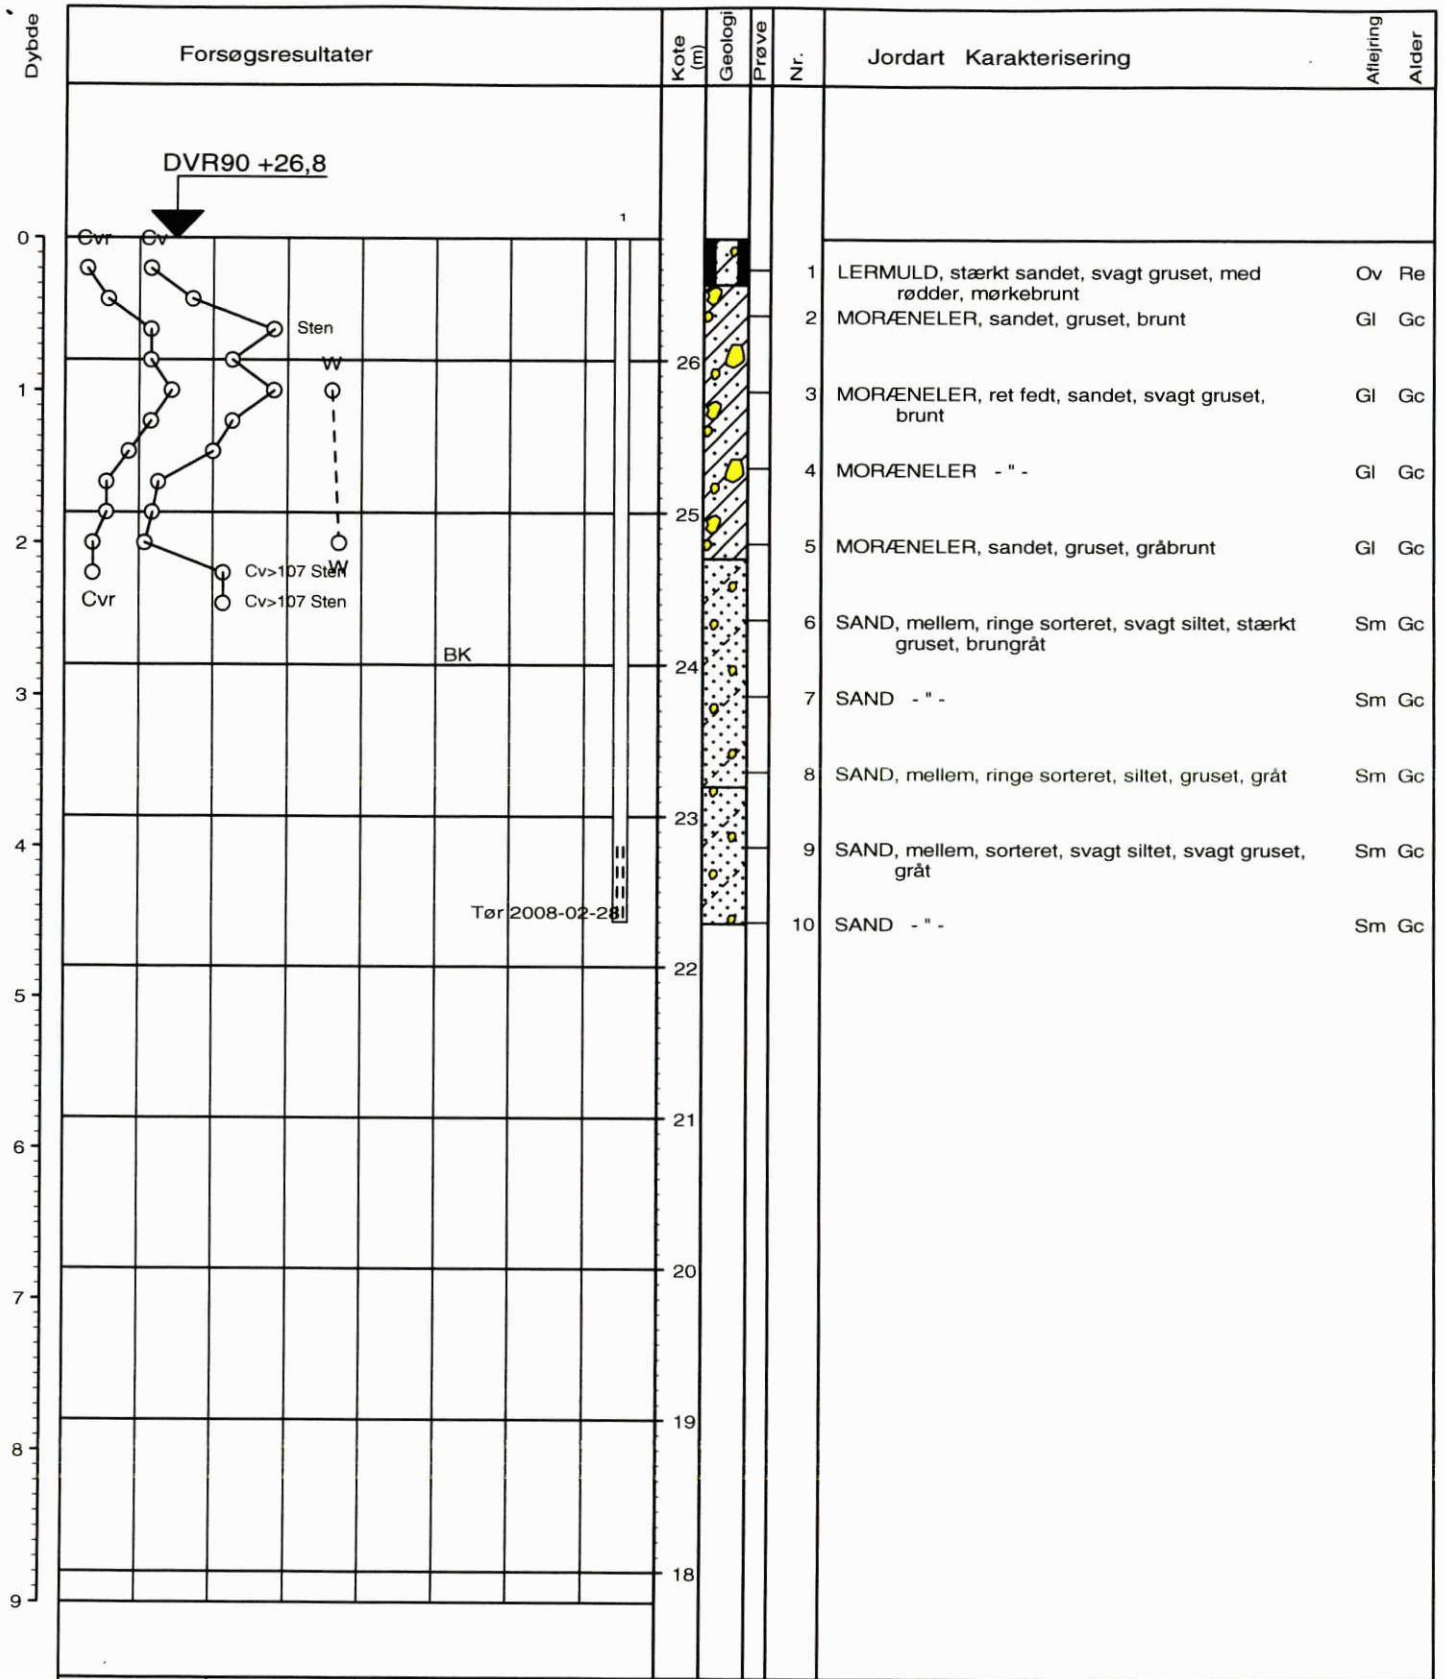 Dybde
Forsøgsresultater
Kote (m)
Geologi
Prøve
Nr.
Jordart Karakterisering
Aflejring
Alder
DVR90 +26,8
1
0
Cvr
Cv
1 LERMULD, stærkt sandet, svagt gruset, med Ov Re
rødder, mørkebrunt
2 MORÆNELER, sandet, gruset, brunt Gl Gc
Sten
W
26
1
3 MORÆNELER, ret fedt, sandet, svagt gruset, Gl Gc
brunt
4 MORÆNELER - " - Gl Gc
25
2
5 MORÆNELER, sandet, gruset, gråbrunt Gl Gc
Cv>107 Sten
W
Cvr
Cv>107 Sten
6 SAND, mellem, ringe sorteret, svagt siltet, stærkt Sm Gc
gruset, brungråt
BK
24
3
7 SAND - " - Sm Gc
8 SAND, mellem, ringe sorteret, siltet, gruset, gråt Sm Gc
23
4
9 SAND, mellem, sorteret, svagt siltet, svagt gruset, Sm Gc
gråt
Tør 2008-02-28
10 SAND - " - Sm Gc
22
5
21
6
20
7
19
8
18
9